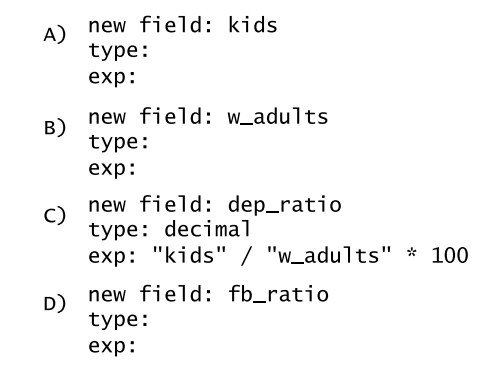 A) new field: kids
type:
exp:
B) new field: w_adults
type:
exp:
C) new field: dep_ratio
type: decimal
exp: "kids" / "w_adults" * 100
D) new field: fb_ratio
type:
exp: